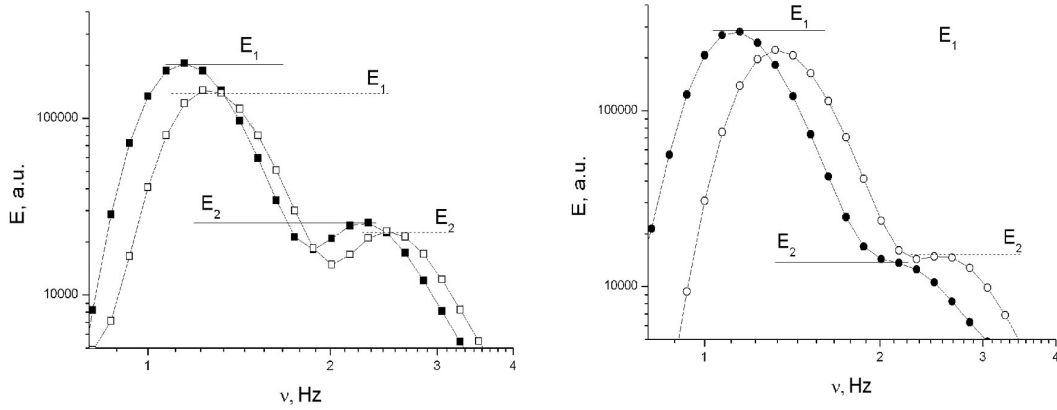 E1
E1
100000
E, a.u.
E2
E2
10000
1
2
3
4
ν, Hz
E1
E1
100000
E, a.u.
E2
E2
10000
1
2
3
4
ν, Hz